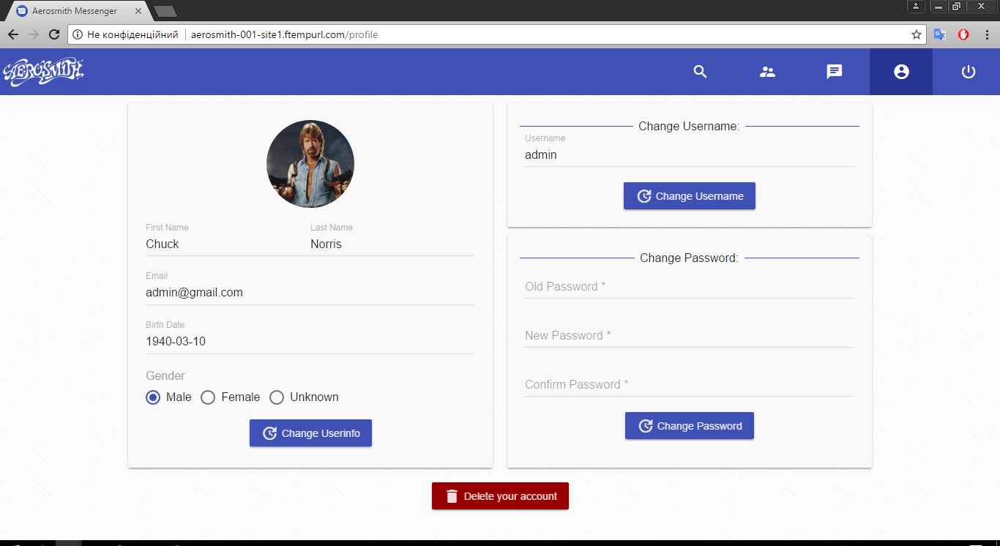 Aerosmith Messenger
Не конфіденційний
aerosmith-001-site1.ftempurl.com/profile
AEROSMITH
First Name
Last Name
Chuck
Norris
Email
admin@gmail.com
Birth Date
1940-03-10
Gender
Male
Female
Unknown
Change Userinfo
Change Username:
Username
admin
Change Username
Change Password:
Old Password *
New Password *
Confirm Password *
Change Password
Delete your account